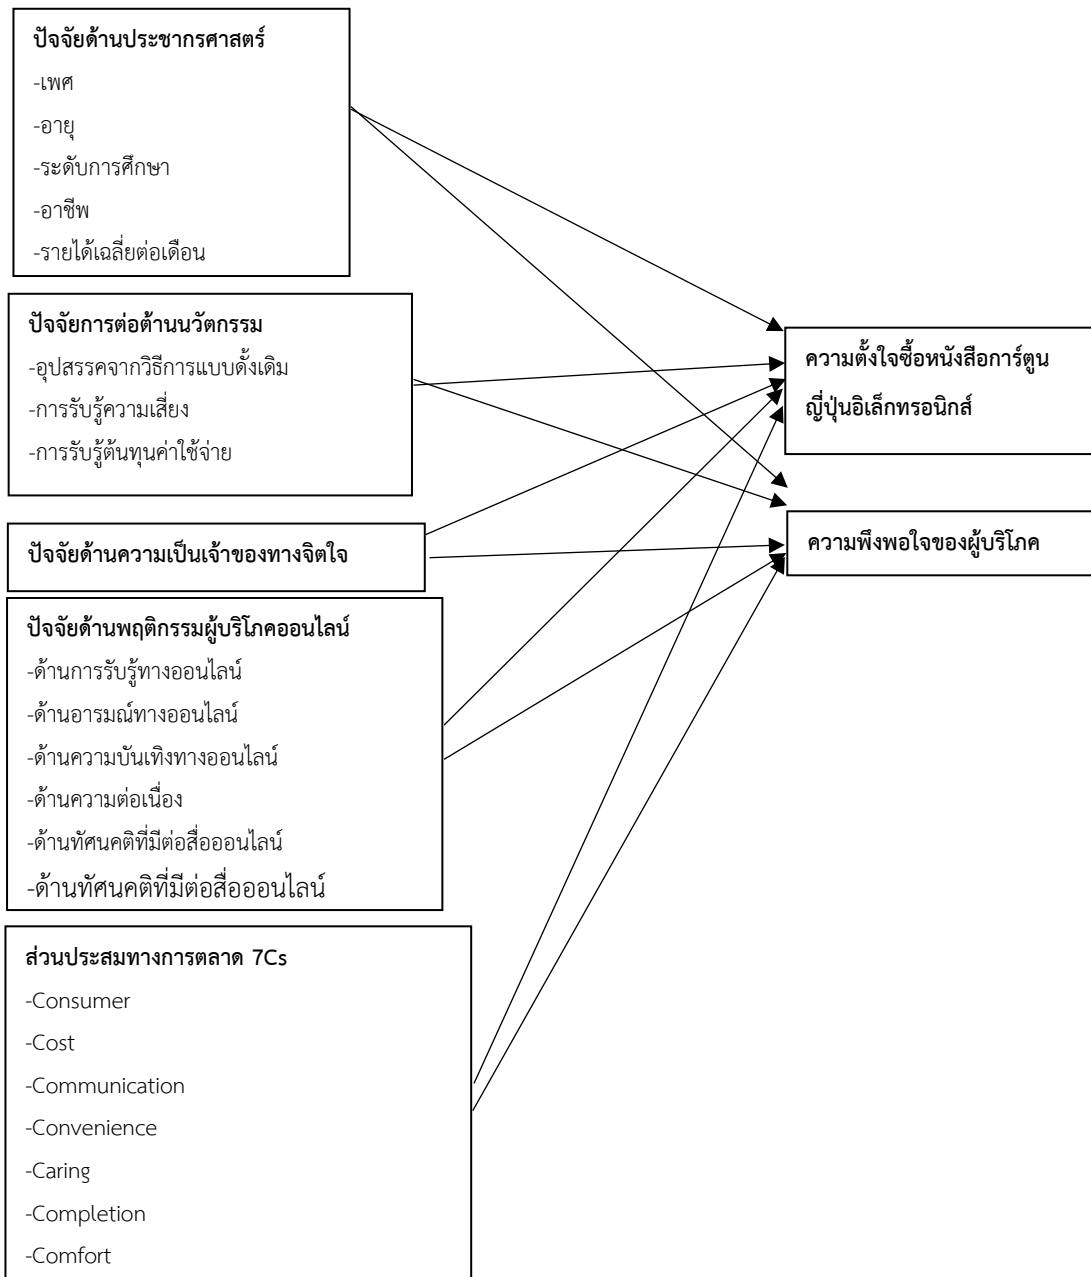 ปัจจัยด้านประชากรศาสตร์
-เพศ
-อายุ
-ระดับการศึกษา
-อาชีพ
-รายได้เฉลี่ยต่อเดือน
ปัจจัยการต่อต้านนวัตกรรม
-อุปสรรคจากวิธีการแบบดั้งเดิม
-การรับรู้ความเสี่ยง
-การรับรู้ต้นทุนค่าใช้จ่าย
ปัจจัยด้านความเป็นเจ้าของทางจิตใจ
ปัจจัยด้านพฤติกรรมผู้บริโภคออนไลน์
-ด้านการรับรู้ทางออนไลน์
-ด้านอารมณ์ทางออนไลน์
-ด้านความบันเทิงทางออนไลน์
-ด้านความต่อเนื่อง
-ด้านทัศนคติที่มีต่อสื่อออนไลน์
-ด้านทัศนคติที่มีต่อสื่อออนไลน์
ส่วนประสมทางการตลาด 7Cs
-Consumer
-Cost
-Communication
-Convenience
-Caring
-Completion
-Comfort
ความตั้งใจซื้อหนังสือการ์ตูน
ญี่ปุ่นอิเล็กทรอนิกส์
ความพึงพอใจของผู้บริโภค